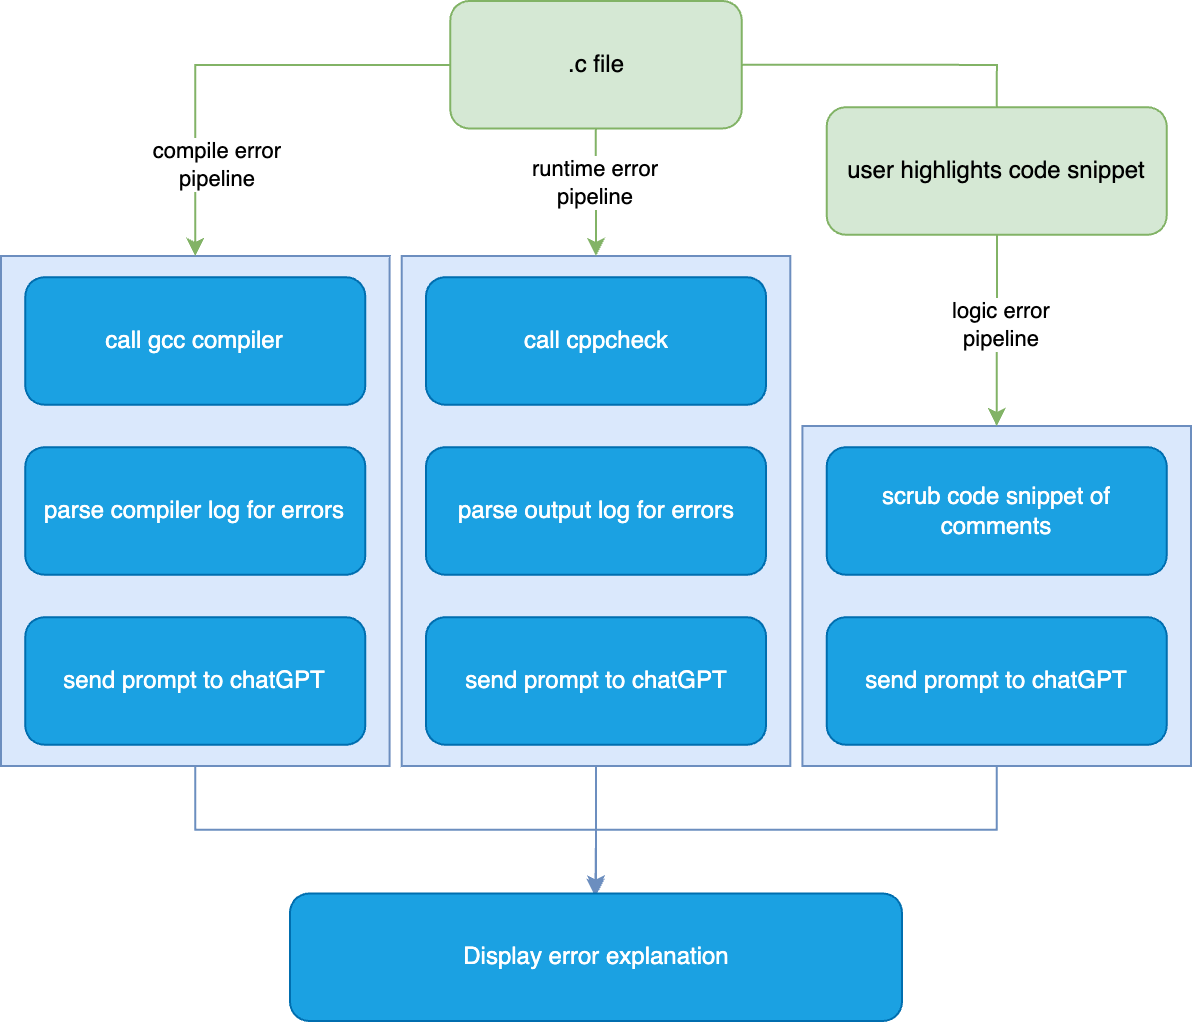 .c file
compile error
pipeline
runtime error
pipeline
user highlights code snippet
logic error
pipeline
call gcc compiler
call cppcheck
parse compiler log for errors
parse output log for errors
scrub code snippet of
comments
send prompt to chatGPT
send prompt to chatGPT
send prompt to chatGPT
Display error explanation